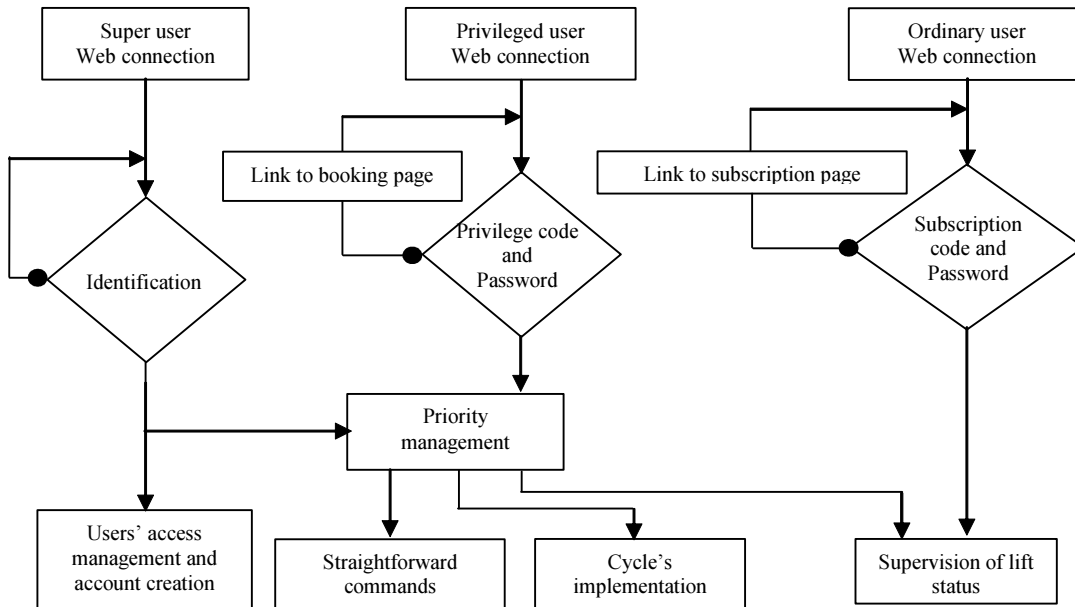 Super user
Web connection
Privileged user
Web connection
Ordinary user
Web connection
Link to booking page
Link to subscription page
Identification
Privilege code
and
Password
Subscription
code and
Password
Priority
management
Users’ access
management and
account creation
Straightforward
commands
Cycle’s
implementation
Supervision of lift
status